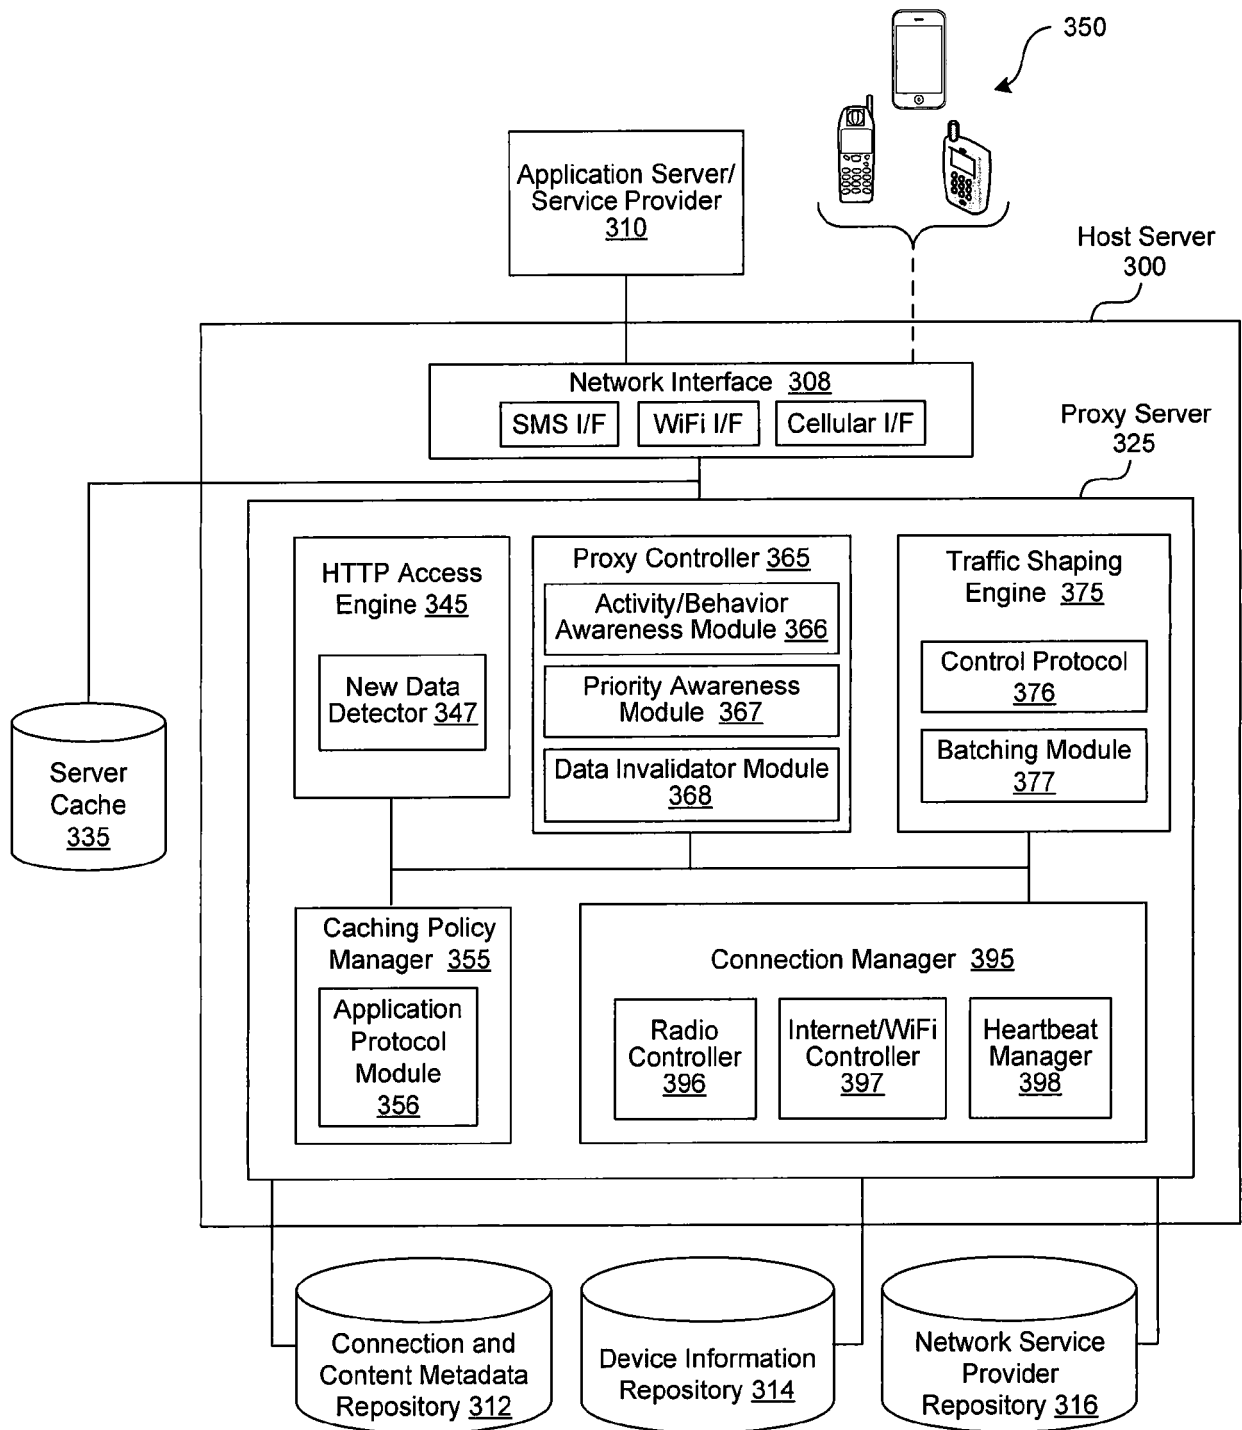 350
Application Server/
Service Provider
310
Host Server
300
Network Interface 308
SMS I/F
WiFi I/F
Cellular I/F
Proxy Server
325
HTTP Access
Engine 345
New Data
Detector 347
Proxy Controller 365
Activity/Behavior
Awareness Module 366
Priority Awareness
Module 367
Data Invalidator Module
368
Traffic Shaping
Engine 375
Control Protocol
376
Batching Module
377
Server
Cache
335
Caching Policy
Manager 355
Application
Protocol
Module
356
Connection Manager 395
Radio
Controller
396
Internet/WiFi
Controller
397
Heartbeat
Manager
398
Connection and
Content Metadada
Repository 312
Device Information
Repository 314
Network Service
Provider
Repository 316